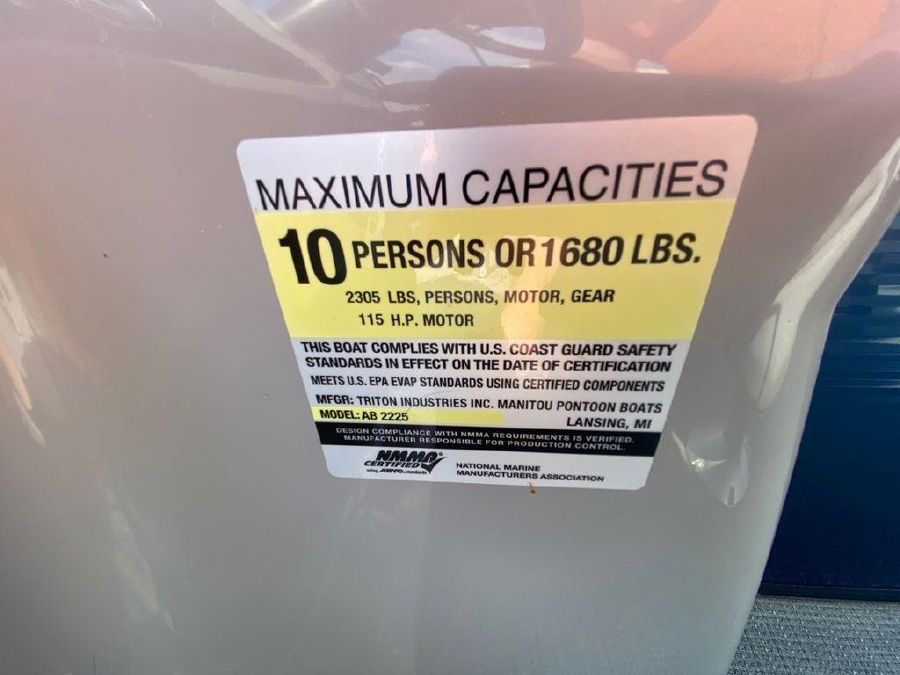 MAXIMUM CAPACITIES
10 PERSONS OR 1680 LBS.
2305 LBS, PERSONS, MOTOR, GEAR
115 H.P. MOTOR
THIS BOAT COMPLIES WITH U.S. COAST GUARD SAFETY
STANDARDS IN EFFECT ON THE DATE OF CERTIFICATION
MEETS U.S. EPA EVAP STANDARDS USING CERTIFIED COMPONENTS
MFGR: TRITON INDUSTRIES INC. MANITOU PONTOON BOATS
MODEL: AB 2225 LANSING, MI
DESIGN COMPLIANCE WITH NMMA REQUIREMENTS IS VERIFIED.
MANUFACTURER RESPONSIBLE FOR PRODUCTION CONTROL.
NMMA®
CERTIFIED
using ABYC standards
NATIONAL MARINE
MANUFACTURERS ASSOCIATION